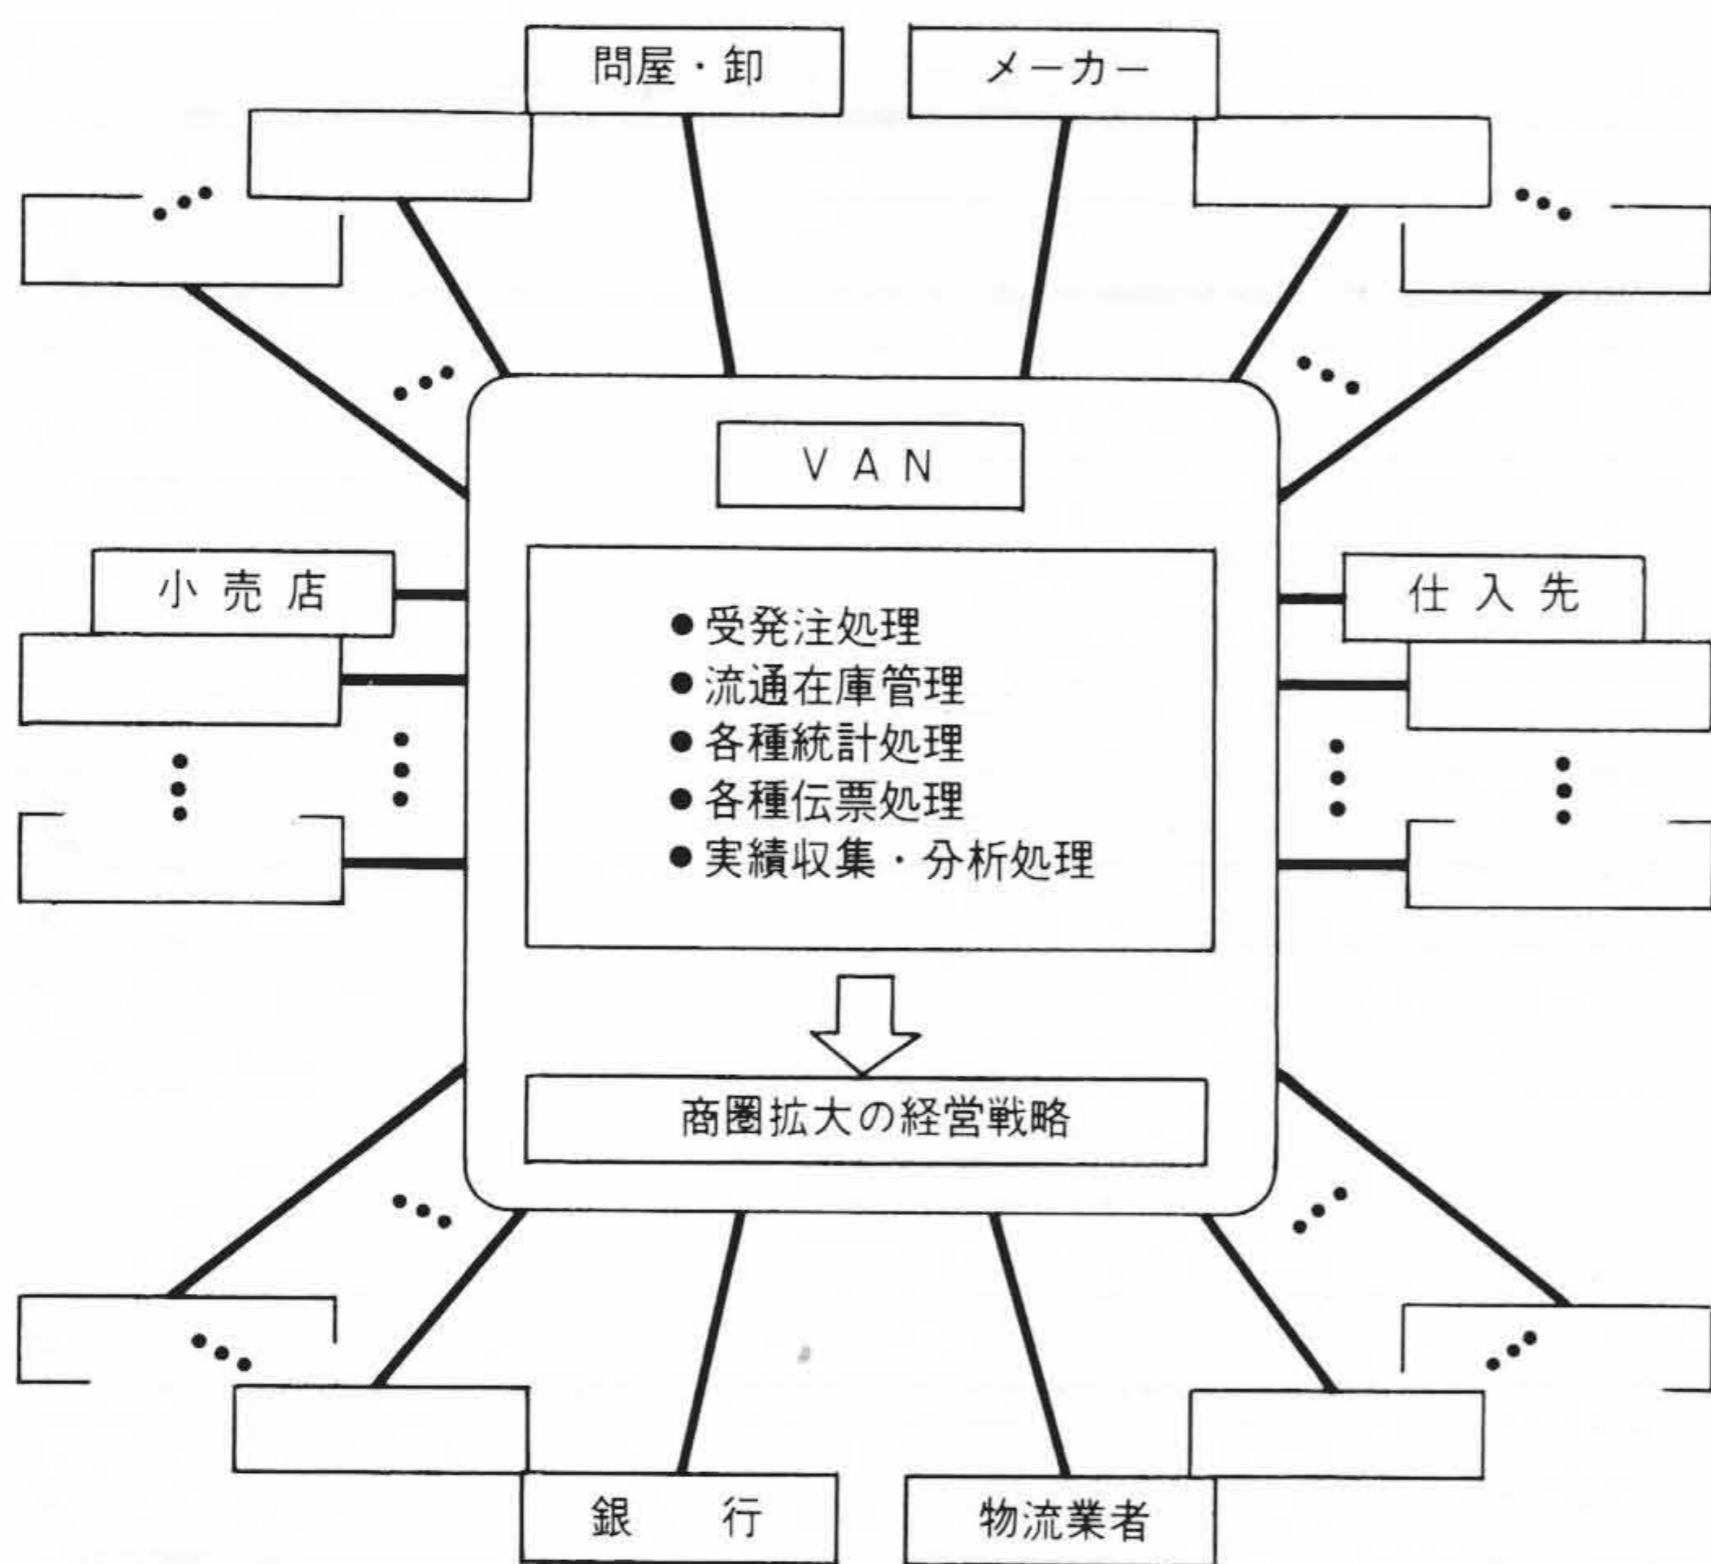 問屋・卸
メーカー
VAN
小売店
仕入先
●受発注処理
●流通在庫管理
●各種統計処理
●各種伝票処理
●実績収集・分析処理
商圏拡大の経営戦略
銀行
物流業者